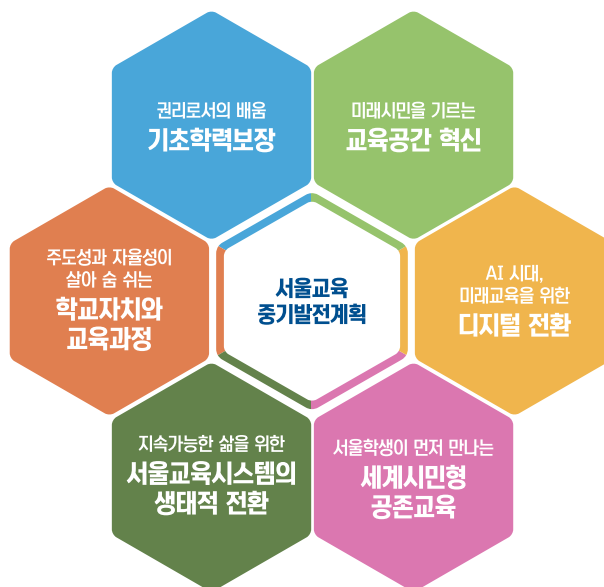 권리로서의 배움
기초학력보장
미래시민을 기르는
교육공간 혁신
주도성과 자율성이
살아 숨 쉬는
학교자치와
교육과정
서울교육
중기발전계획
AI 시대,
미래교육을 위한
디지털 전환
지속가능한 삶을 위한
서울교육시스템의
생태적 전환
서울학생이 먼저 만나는
세계시민형
공존교육